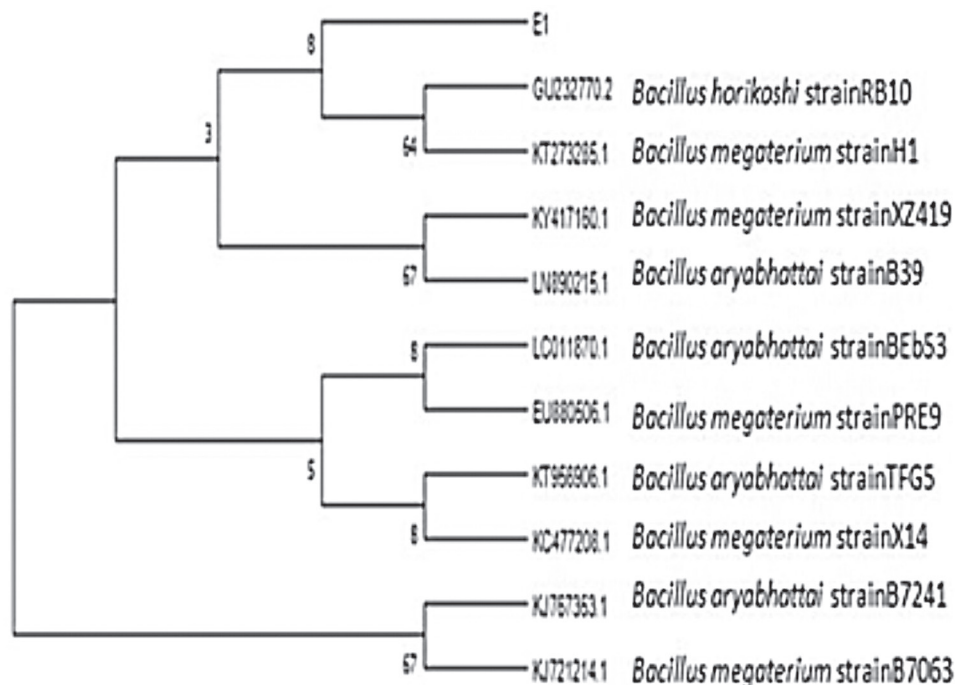 8
E1
GU232770.2 Bacillus horikoshi strainRB10
64
KT273285.1 Bacillus megaterium strainH1
KY417160.1 Bacillus megaterium strainXZ419
67
LN890215.1 Bacillus aryabhattai strainB39
LC011870.1 Bacillus aryabhattai strainBEb53
8
EU880506.1 Bacillus megaterium strainPRE9
5
KT956906.1 Bacillus aryabhattai strainTFG5
8
KC477208.1 Bacillus megaterium strainX14
KJ767363.1 Bacillus aryabhattai strainB7241
67
KJ721214.1 Bacillus megaterium strainB7063